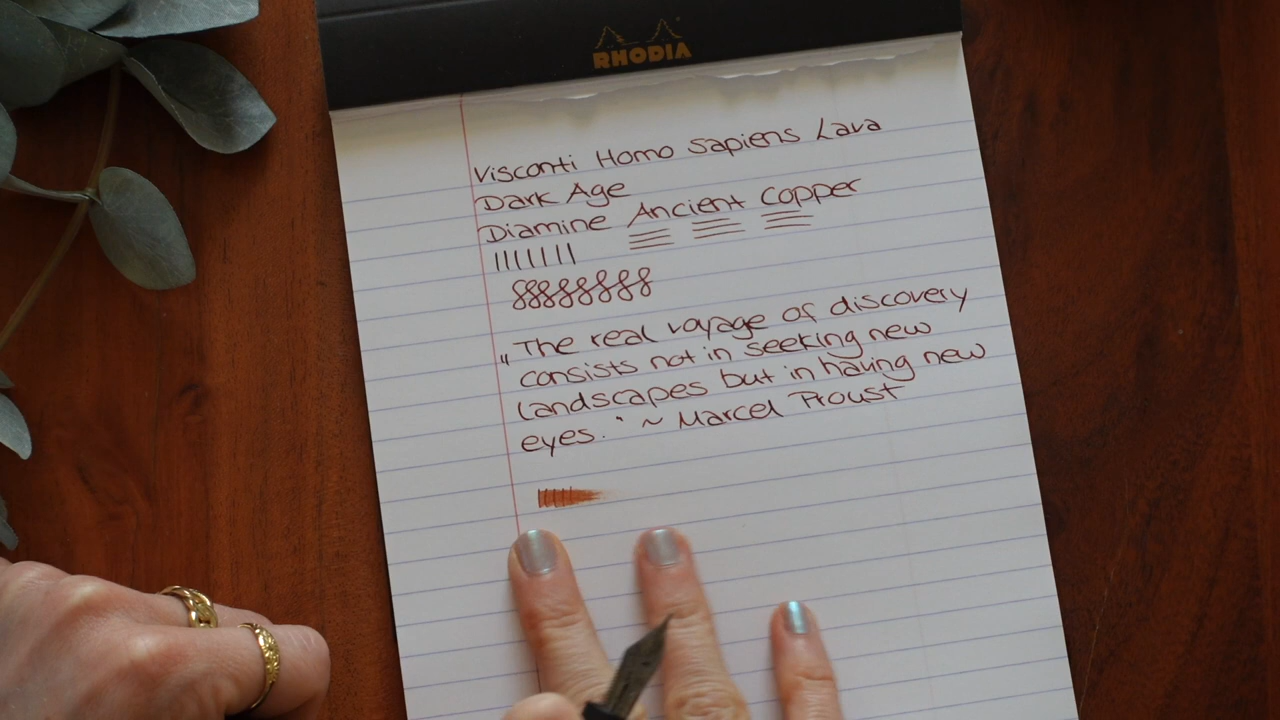 RHODIA
Visconti Homo Sapiens Lava
Dark Age
Diamine Ancient Copper
88888888
„The real voyage of discovery
consists not in seeking new
landscapes but in having new
eyes." ~ Marcel Proust